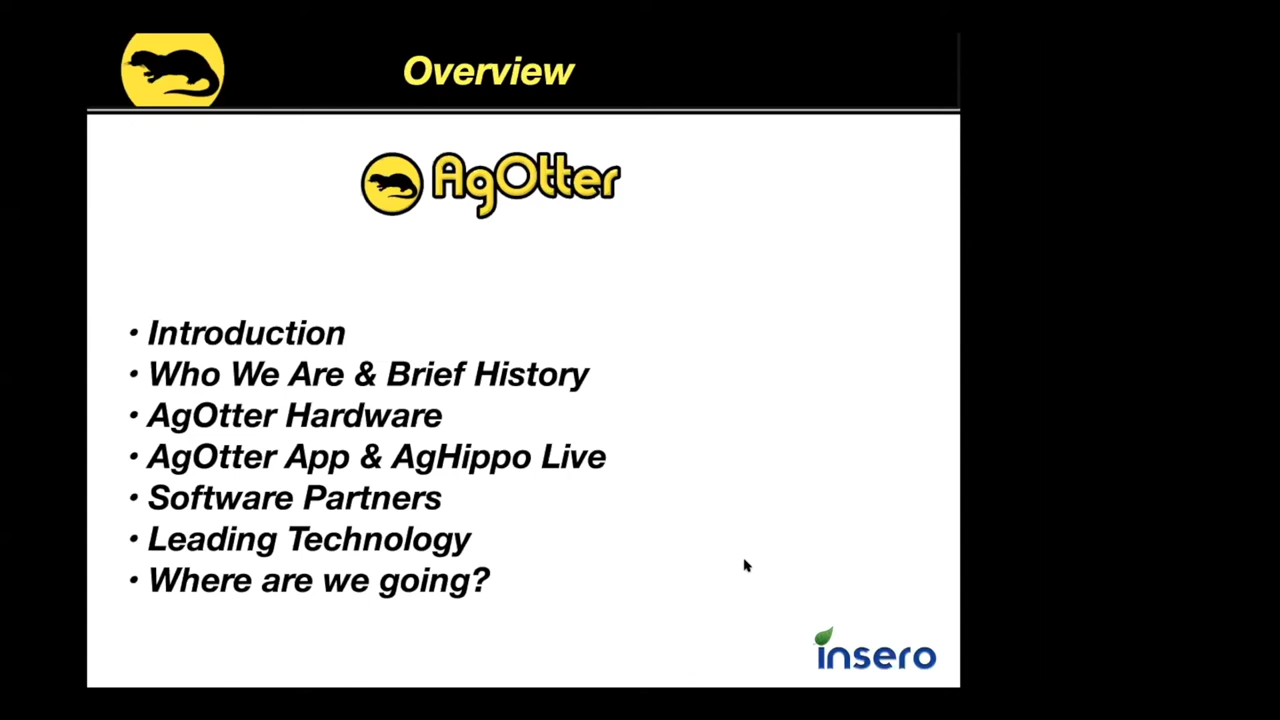 Overview
AgOtter
• Introduction
• Who We Are & Brief History
• AgOtter Hardware
• AgOtter App & AgHippo Live
• Software Partners
• Leading Technology
• Where are we going?
insero